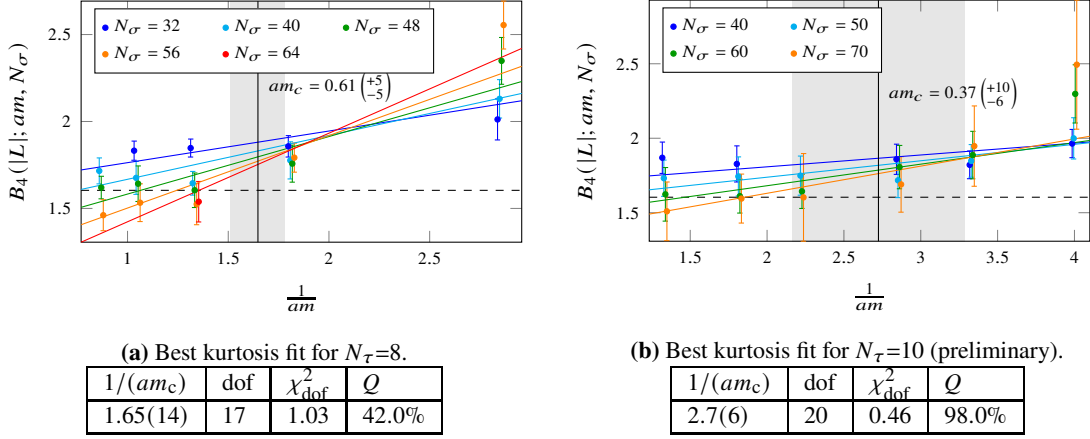 N_σ = 32 N_σ = 40 N_σ = 48
N_σ = 56 N_σ = 64
am_c = 0.61 (+5 −5)
B_4(|L|; am, N_σ)
2.5
2
1.5
1 1.5 2 2.5
1/am
(a) Best kurtosis fit for N_τ=8.
1/(am_c) dof χ²_dof Q
1.65(14) 17 1.03 42.0%
N_σ = 40 N_σ = 50
N_σ = 60 N_σ = 70
am_c = 0.37 (+10 −6)
B_4(|L|; am, N_σ)
2.5
2
1.5
1.5 2 2.5 3 3.5 4
1/am
(b) Best kurtosis fit for N_τ=10 (preliminary).
1/(am_c) dof χ²_dof Q
2.7(6) 20 0.46 98.0%